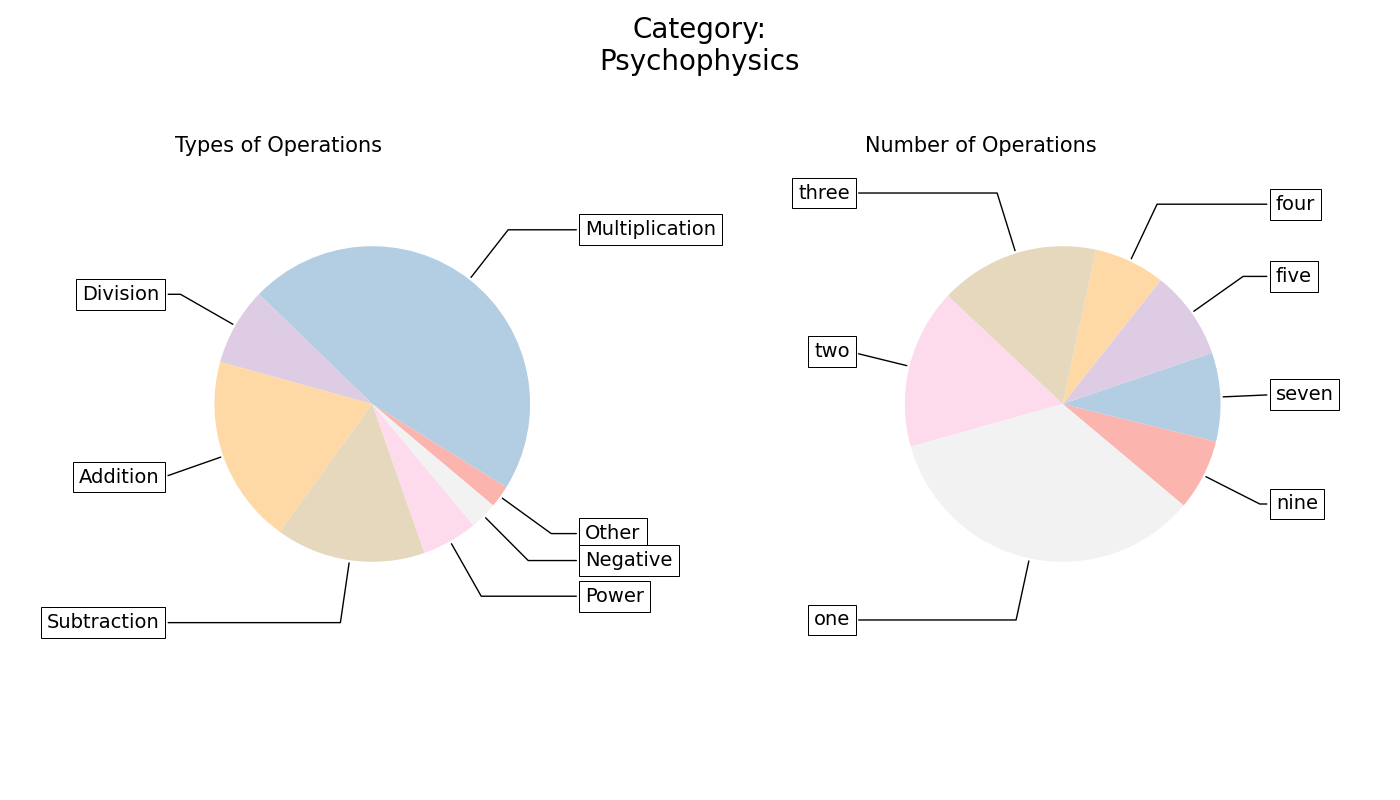 Category:
Psychophysics
Types of Operations
Multiplication
Division
Addition
Subtraction
Other
Negative
Power
Number of Operations
three
four
five
two
seven
nine
one